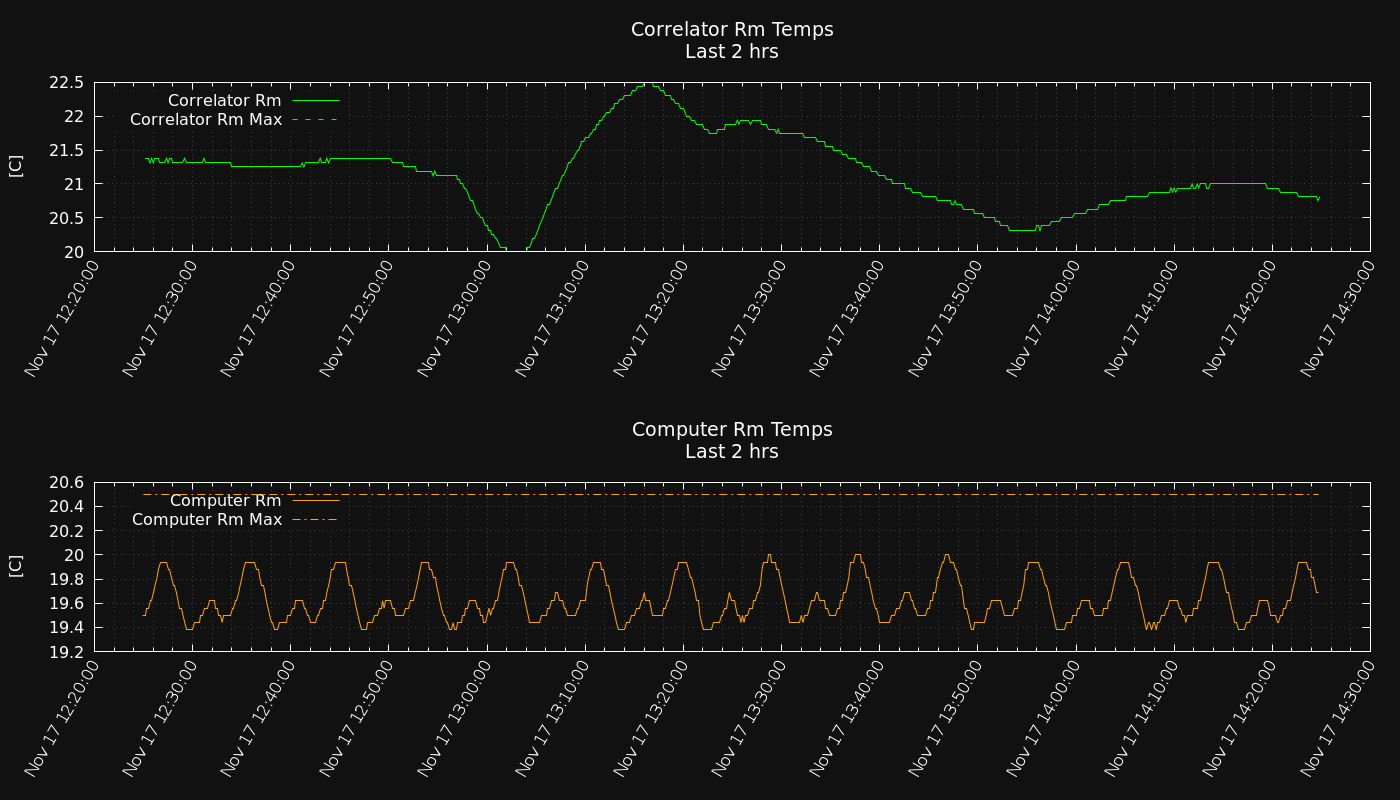 Correlator Rm Temps
Last 2 hrs
22.5
22
21.5
21
20.5
20
[C]
Correlator Rm
Correlator Rm Max
Nov 17 12:20:00
Nov 17 12:30:00
Nov 17 12:40:00
Nov 17 12:50:00
Nov 17 13:00:00
Nov 17 13:10:00
Nov 17 13:20:00
Nov 17 13:30:00
Nov 17 13:40:00
Nov 17 13:50:00
Nov 17 14:00:00
Nov 17 14:10:00
Nov 17 14:20:00
Nov 17 14:30:00
Computer Rm Temps
Last 2 hrs
20.6
20.4
20.2
20
19.8
19.6
19.4
19.2
[C]
Computer Rm
Computer Rm Max
Nov 17 12:20:00
Nov 17 12:30:00
Nov 17 12:40:00
Nov 17 12:50:00
Nov 17 13:00:00
Nov 17 13:10:00
Nov 17 13:20:00
Nov 17 13:30:00
Nov 17 13:40:00
Nov 17 13:50:00
Nov 17 14:00:00
Nov 17 14:10:00
Nov 17 14:20:00
Nov 17 14:30:00